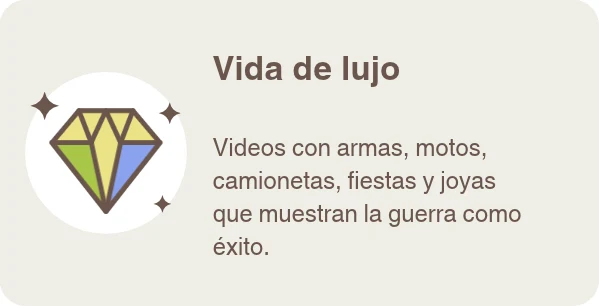 Vida de lujo
Videos con armas, motos,
camionetas, fiestas y joyas
que muestran la guerra como
éxito.